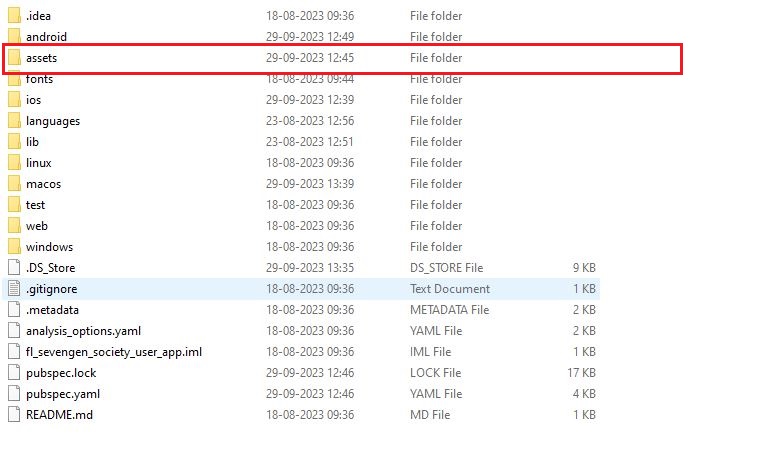 .idea 18-08-2023 09:36 File folder
android 29-09-2023 12:49 File folder
assets 29-09-2023 12:45 File folder
fonts 18-08-2023 09:44 File folder
ios 29-09-2023 12:39 File folder
languages 23-08-2023 12:56 File folder
lib 23-08-2023 12:51 File folder
linux 18-08-2023 09:36 File folder
macos 29-09-2023 13:39 File folder
test 18-08-2023 09:36 File folder
web 18-08-2023 09:36 File folder
windows 18-08-2023 09:36 File folder
.DS_Store 29-09-2023 13:35 DS_STORE File 9 KB
.gitignore 18-08-2023 09:36 Text Document 1 KB
.metadata 18-08-2023 09:36 METADATA File 2 KB
analysis_options.yaml 18-08-2023 09:36 YAML File 2 KB
fl_sevengen_society_user_app.iml 18-08-2023 09:36 IML File 1 KB
pubspec.lock 29-09-2023 12:46 LOCK File 17 KB
pubspec.yaml 29-09-2023 12:46 YAML File 4 KB
README.md 18-08-2023 09:36 MD File 1 KB